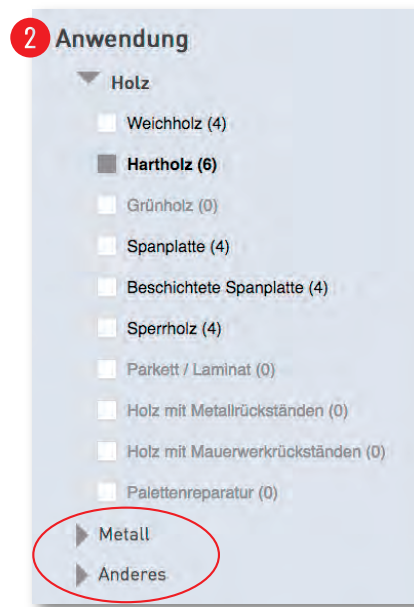 2 Anwendung
Holz
Weichholz (4)
Hartholz (6)
Grünholz (0)
Spanplatte (4)
Beschichtete Spanplatte (4)
Sperrholz (4)
Parkett / Laminat (0)
Holz mit Metallrückständen (0)
Holz mit Mauerwerkrückständen (0)
Palettenreparatur (0)
Metall
Anderes